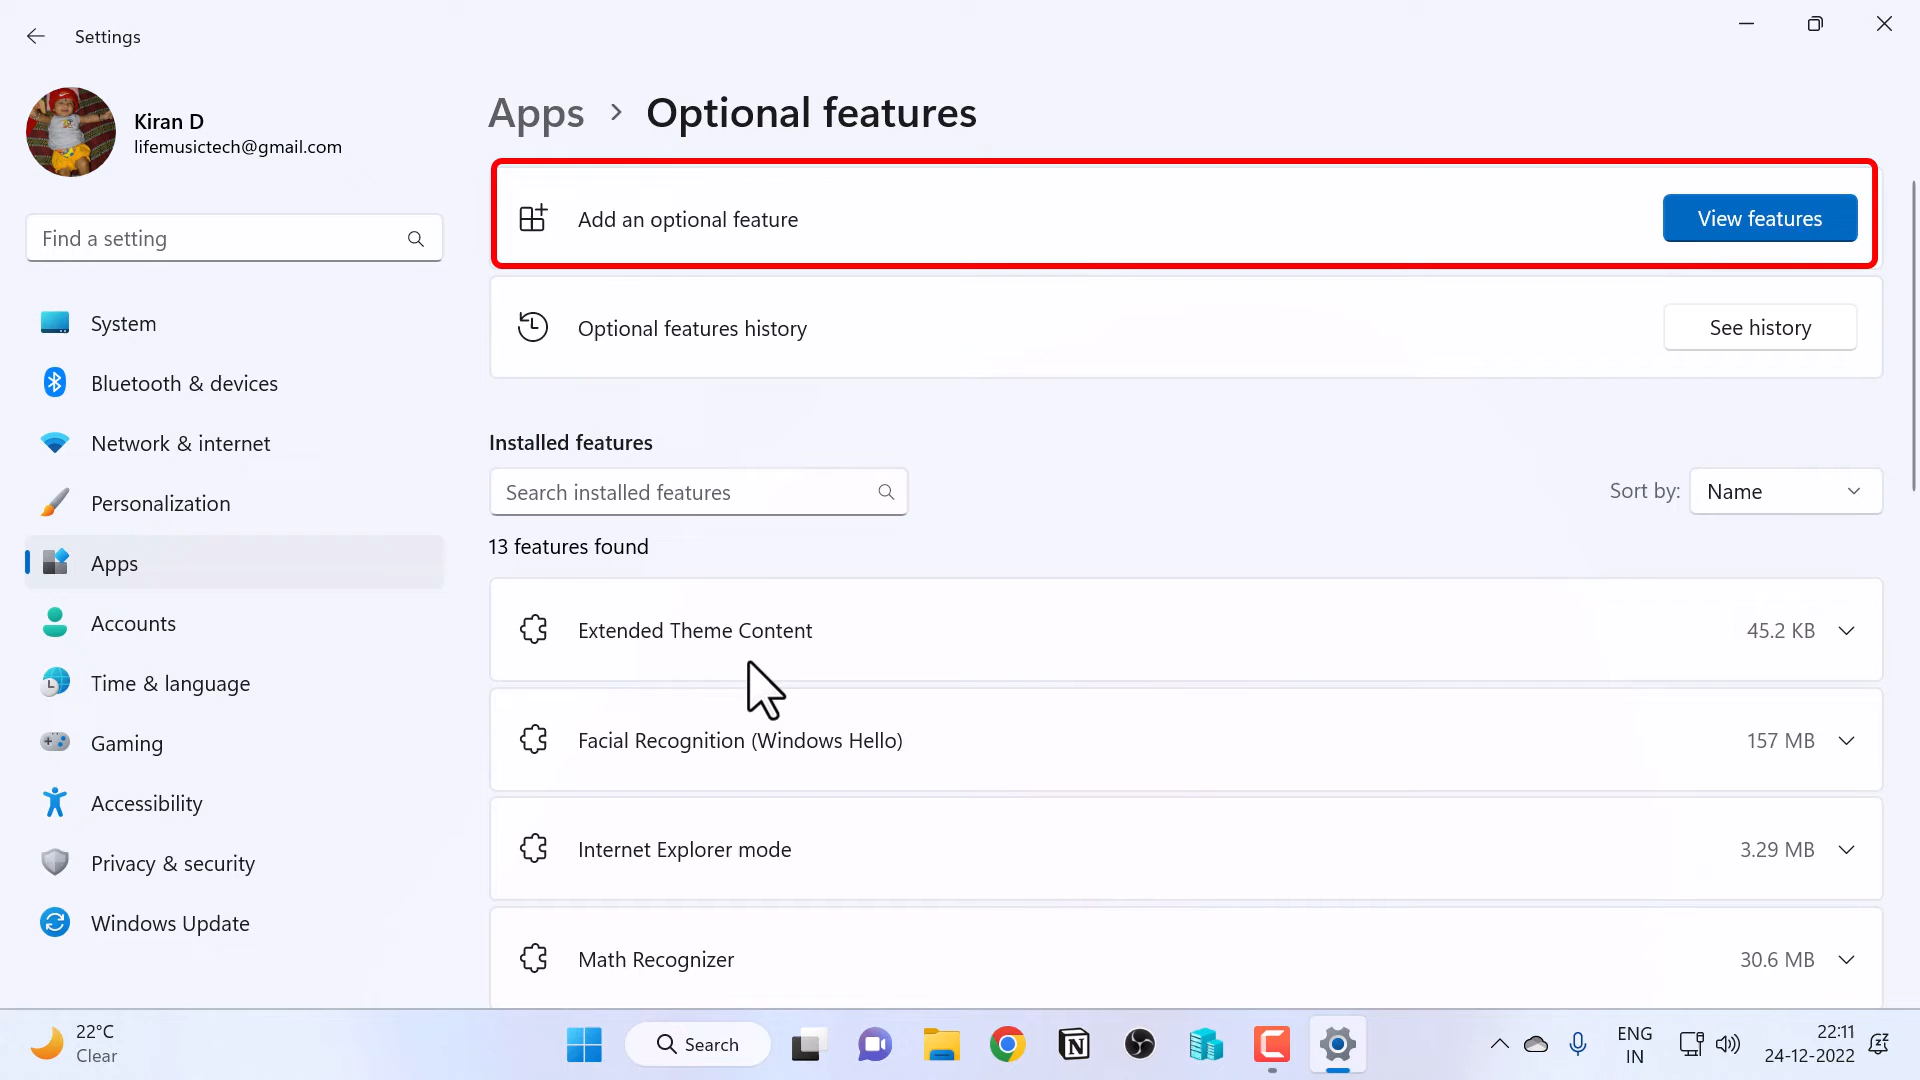 Settings
Kiran D
lifemusictech@gmail.com
Find a setting
System
Bluetooth & devices
Network & internet
Personalization
Apps
Accounts
Time & language
Gaming
Accessibility
Privacy & security
Windows Update
Apps > Optional features
Add an optional feature
View features
Optional features history
See history
Installed features
Search installed features
Sort by: Name
13 features found
Extended Theme Content
45.2 KB
Facial Recognition (Windows Hello)
157 MB
Internet Explorer mode
3.29 MB
Math Recognizer
30.6 MB
22°C
Clear
Search
ENG
IN
22:11
24-12-2022